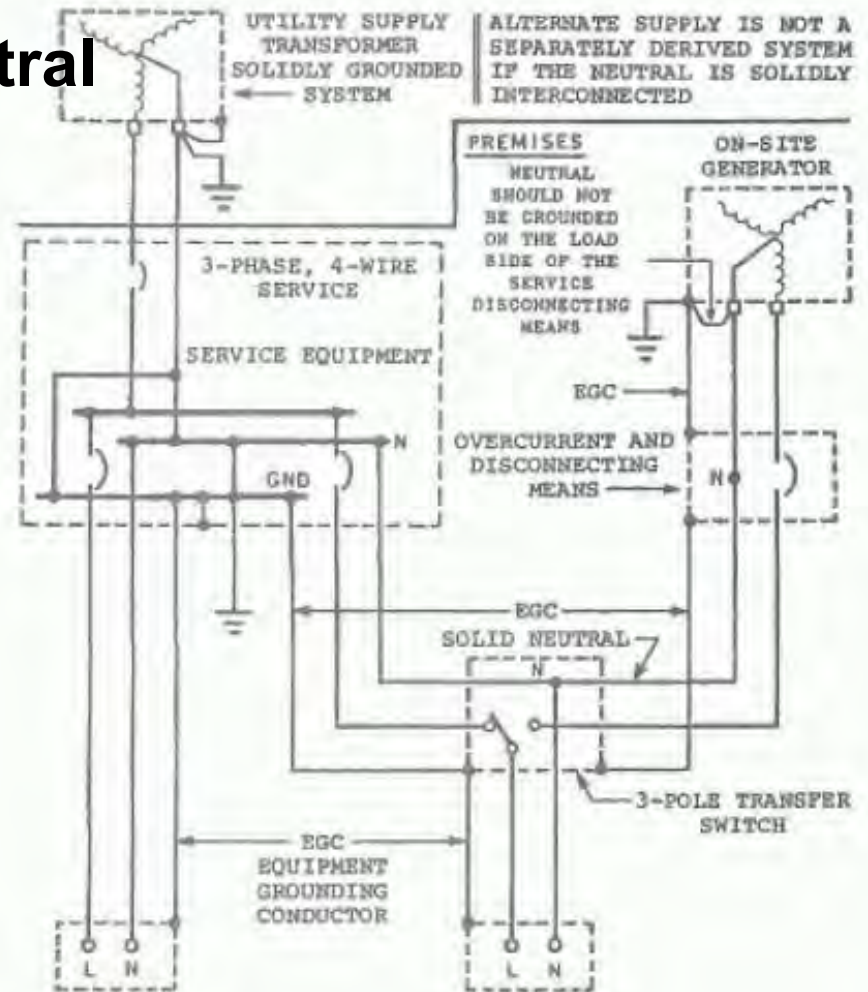 tral
UTILITY SUPPLY
TRANSFORMER
SOLIDLY GROUNDED
SYSTEM
ALTERNATE SUPPLY IS NOT A
SEPARATELY DERIVED SYSTEM
IF THE NEUTRAL IS SOLIDLY
INTERCONNECTED
PREMISES
NEUTRAL
SHOULD NOT
BE GROUNDED
ON THE LOAD
SIDE OF THE
SERVICE
DISCONNECTING
MEANS
ON-SITE
GENERATOR
3-PHASE, 4-WIRE
SERVICE
SERVICE EQUIPMENT
N
GND
EGC
OVERCURRENT AND
DISCONNECTING
MEANS
N
EGC
SOLID NEUTRAL
N
3-POLE TRANSFER
SWITCH
EGC
EQUIPMENT
GROUNDING
CONDUCTOR
L N
L N